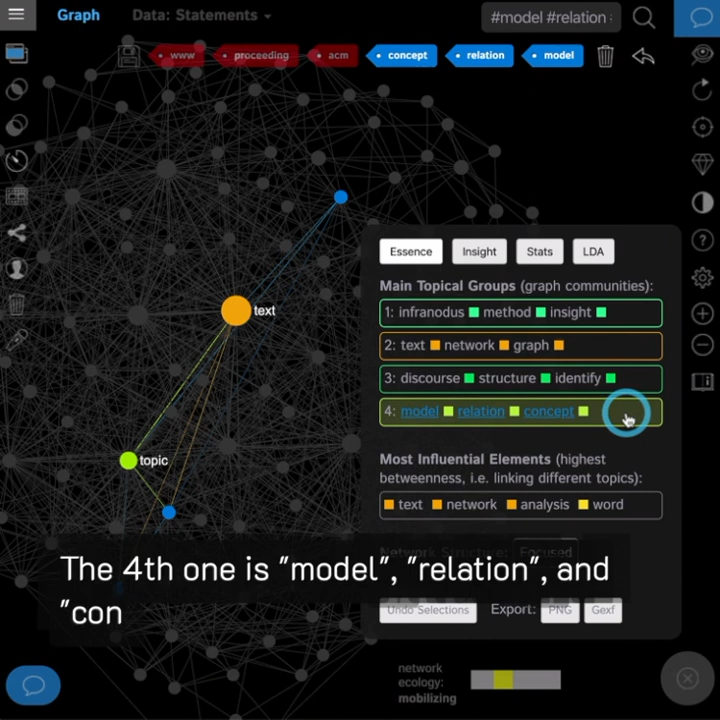 Graph Data: Statements #model #relation :
www proceeding acm concept relation model
text
topic
Essence Insight Stats LDA
Main Topical Groups (graph communities):
1: infranodus method insight
2: text network graph
3: discourse structure identify
4: model relation concept
Most Influential Elements (highest
betweenness, i.e. linking different topics):
text network analysis word
Network Structure: Focused
The 4th one is "model", "relation", and
"con
Undo Selections Export: PNG Gexf
network
ecology:
mobilizing